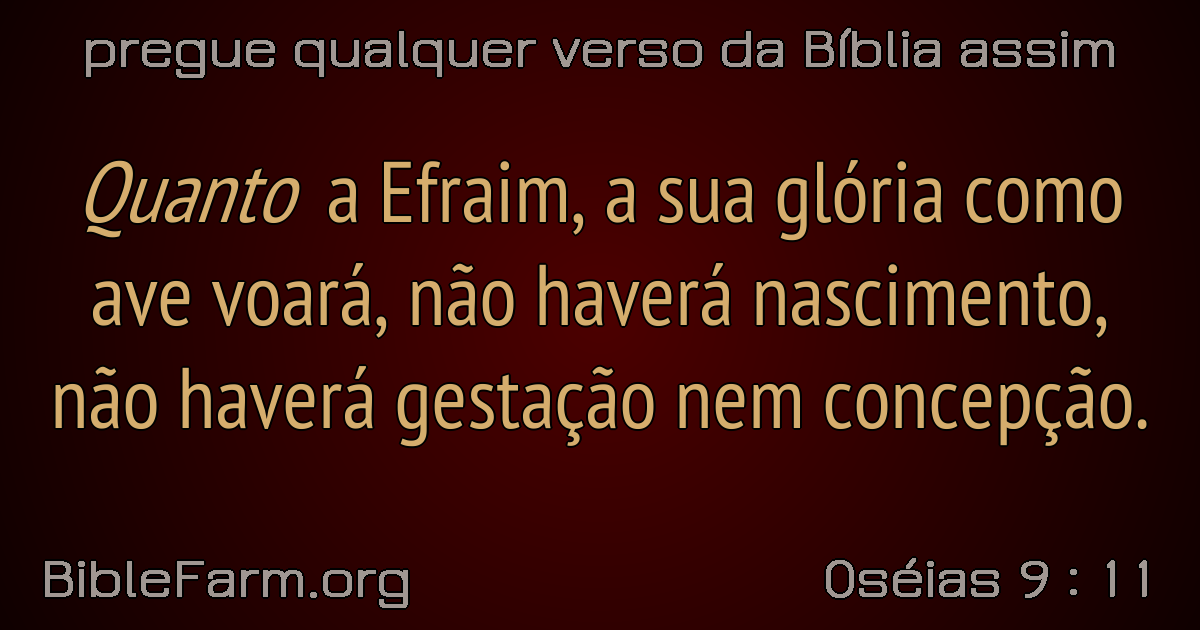 pregue qualquer verso da Bíblia assim
Quanto a Efraim, a sua glória como
ave voará, não haverá nascimento,
não haverá gestação nem concepção.
BibleFarm.org
Oséias 9 : 11